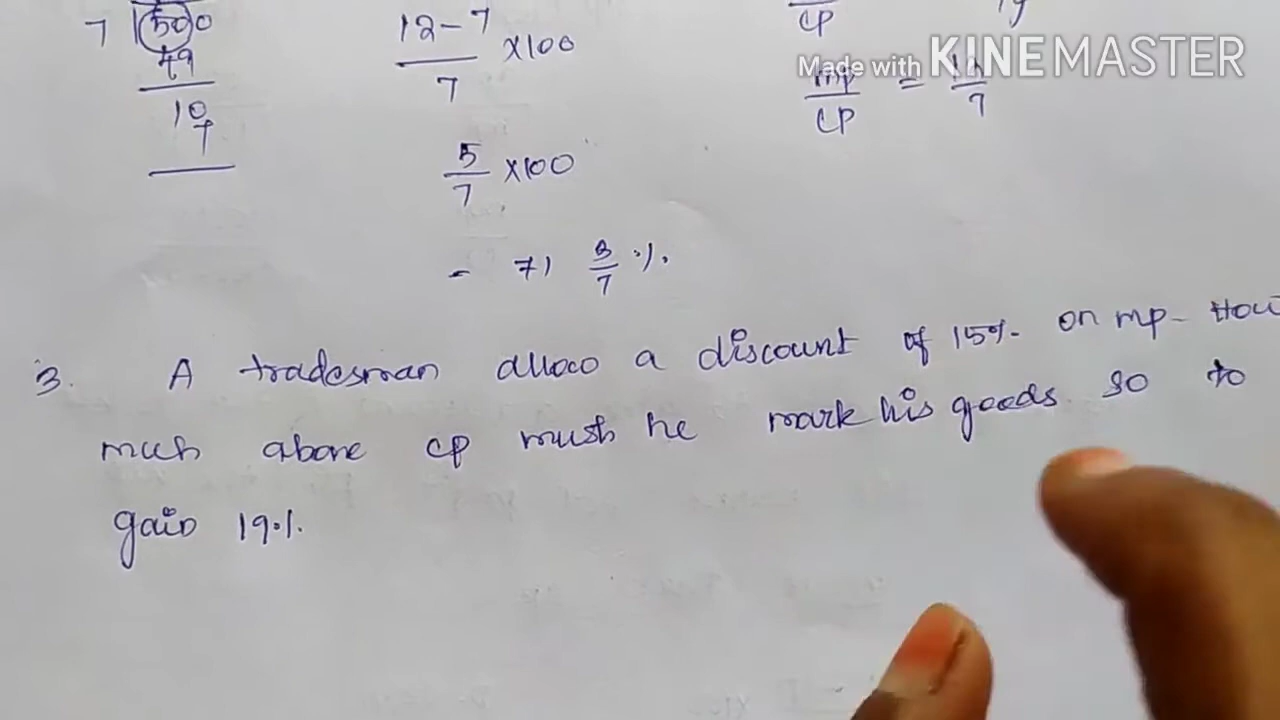 7 500
49
10
7
12-7 ×100
7
5 ×100
7
- 71 3/7 %
CP
Made with KINEMASTER
mp = 12
CP 7
3. A tradesman allow a discount of 15% on mp- How
much above cp must he mark his goods so to
gain 19%.